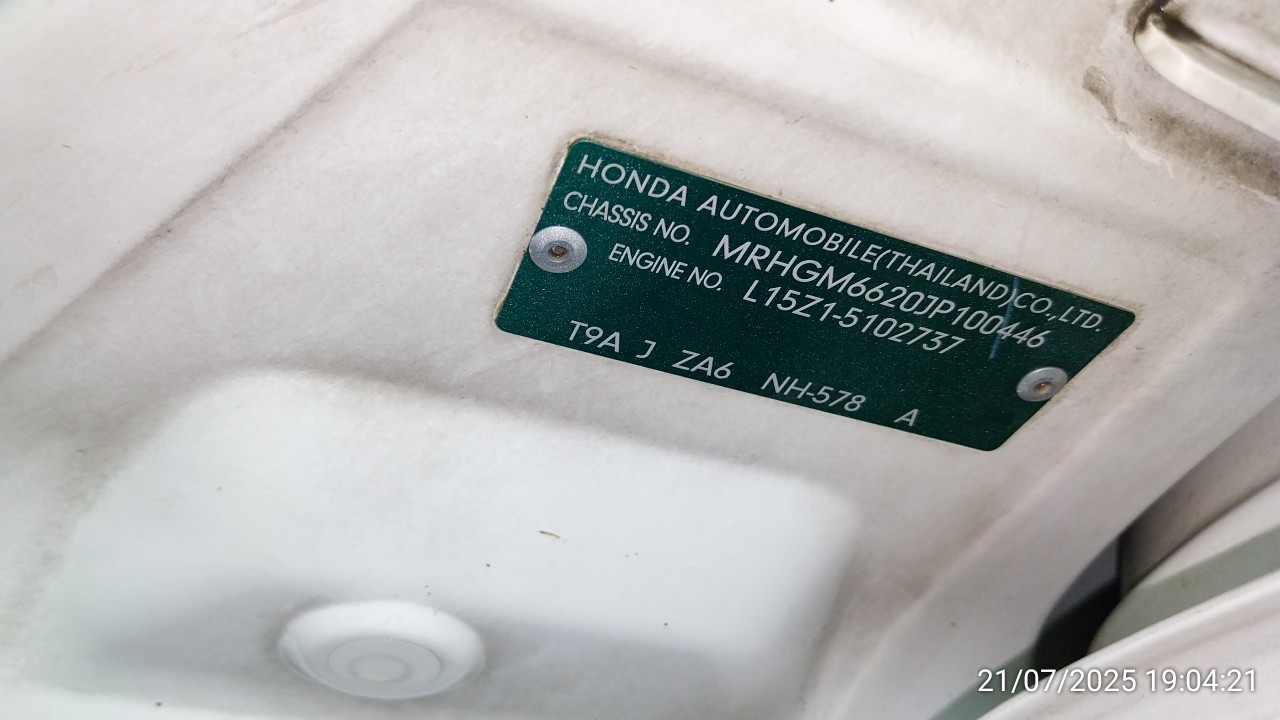 HONDA AUTOMOBILE(THAILAND)CO.,LTD.
CHASSIS NO. MRHGM6620JP100446
ENGINE NO. L15Z1-5102737
T9A J ZA6 NH-578 A
21/07/2025 19:04:21